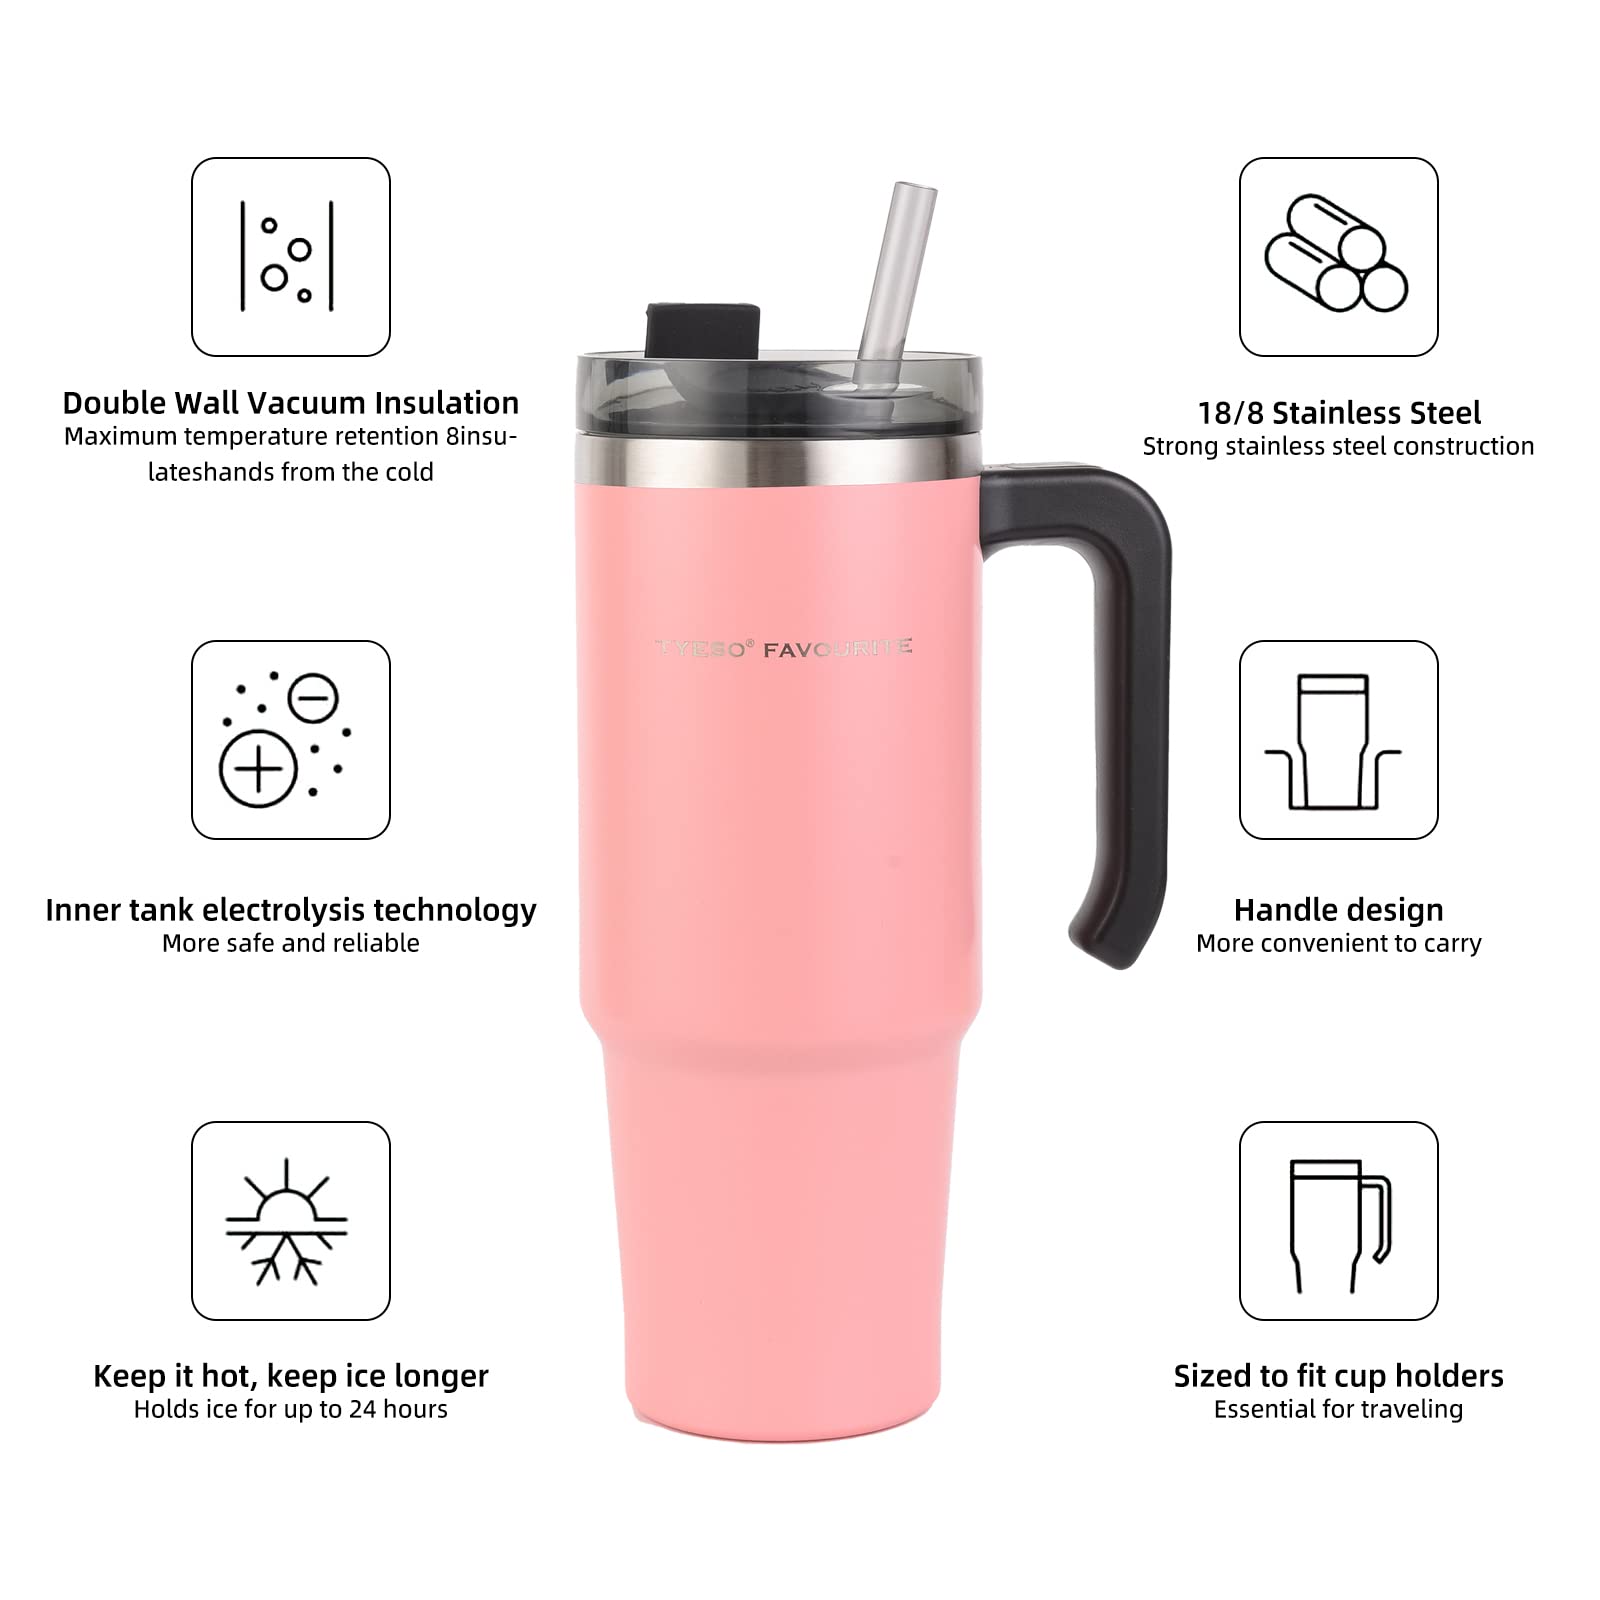 Double Wall Vacuum Insulation
Maximum temperature retention 8insu-
lateshands from the cold
18/8 Stainless Steel
Strong stainless steel construction
TYESO® FAVOURITE
Inner tank electrolysis technology
More safe and reliable
Handle design
More convenient to carry
Keep it hot, keep ice longer
Holds ice for up to 24 hours
Sized to fit cup holders
Essential for traveling